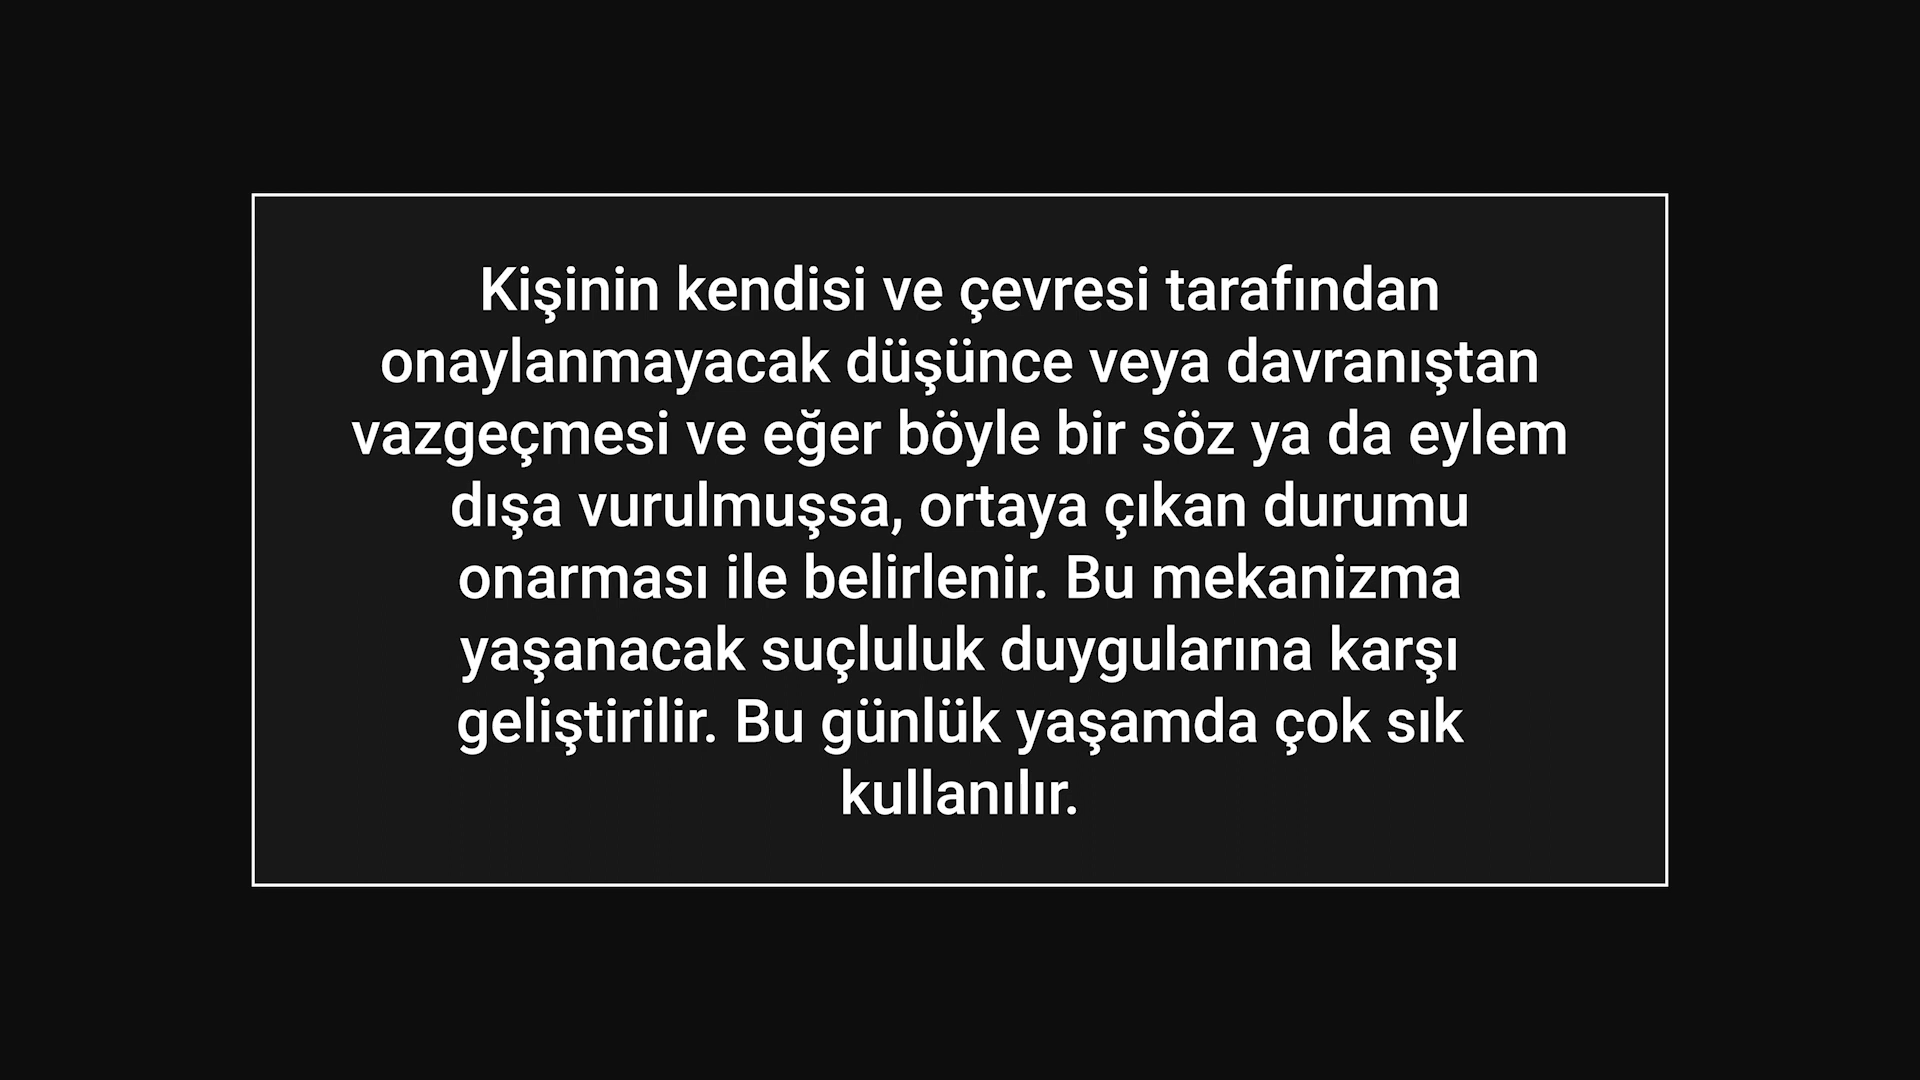 Kişinin kendisi ve çevresi tarafından
onaylanmayacak düşünce veya davranıştan
vazgeçmesi ve eğer böyle bir söz ya da eylem
dışa vurulmuşsa, ortaya çıkan durumu
onarması ile belirlenir. Bu mekanizma
yaşanacak suçluluk duygularına karşı
geliştirilir. Bu günlük yaşamda çok sık
kullanılır.